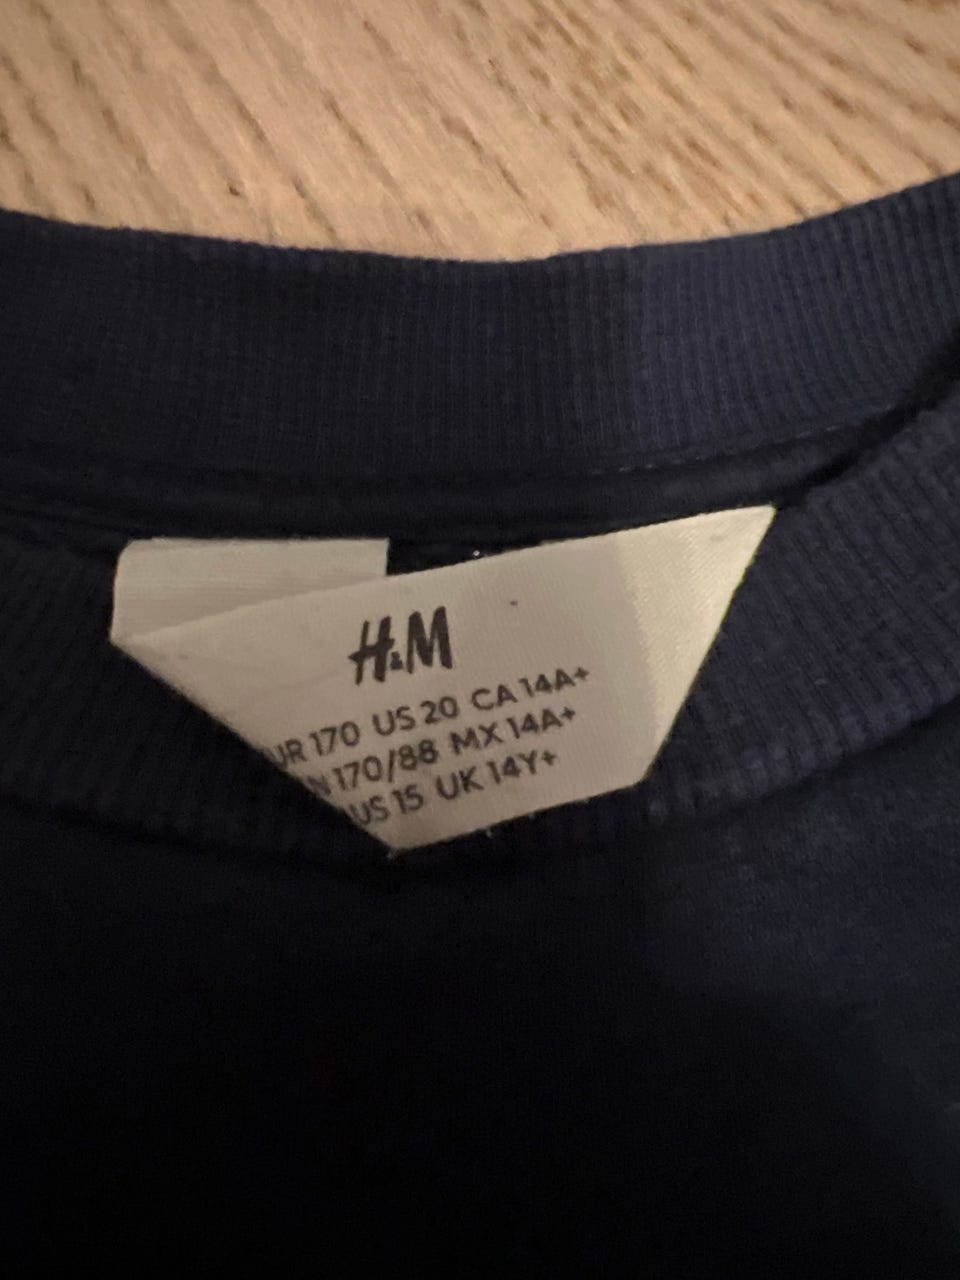 H&M
UR 170 US 20 CA 14A+
N 170/88 MX 14A+
US 15 UK 14Y+